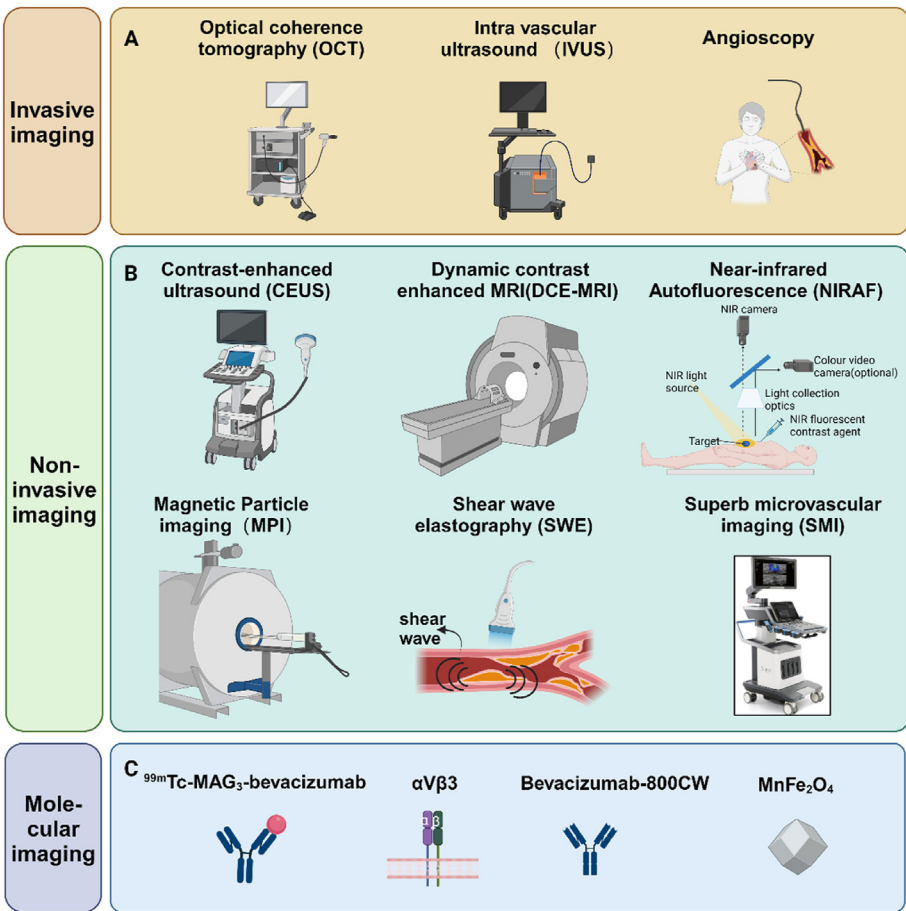 Invasive
imaging
A
Optical coherence
tomography (OCT)
Intra vascular
ultrasound （IVUS）
Angioscopy
Non-
invasive
imaging
B
Contrast-enhanced
ultrasound (CEUS)
Dynamic contrast
enhanced MRI(DCE-MRI)
Near-infrared
Autofluorescence (NIRAF)
NIR camera
Colour video
camera(optional)
NIR light
source
Light collection
optics
NIR fluorescent
contrast agent
Target
Magnetic Particle
imaging （MPI）
Shear wave
elastography (SWE)
shear
wave
Superb microvascular
imaging (SMI)
Mole-
cular
imaging
C
⁹⁹ᵐTc-MAG₃-bevacizumab
αVβ3
α β
Bevacizumab-800CW
MnFe₂O₄